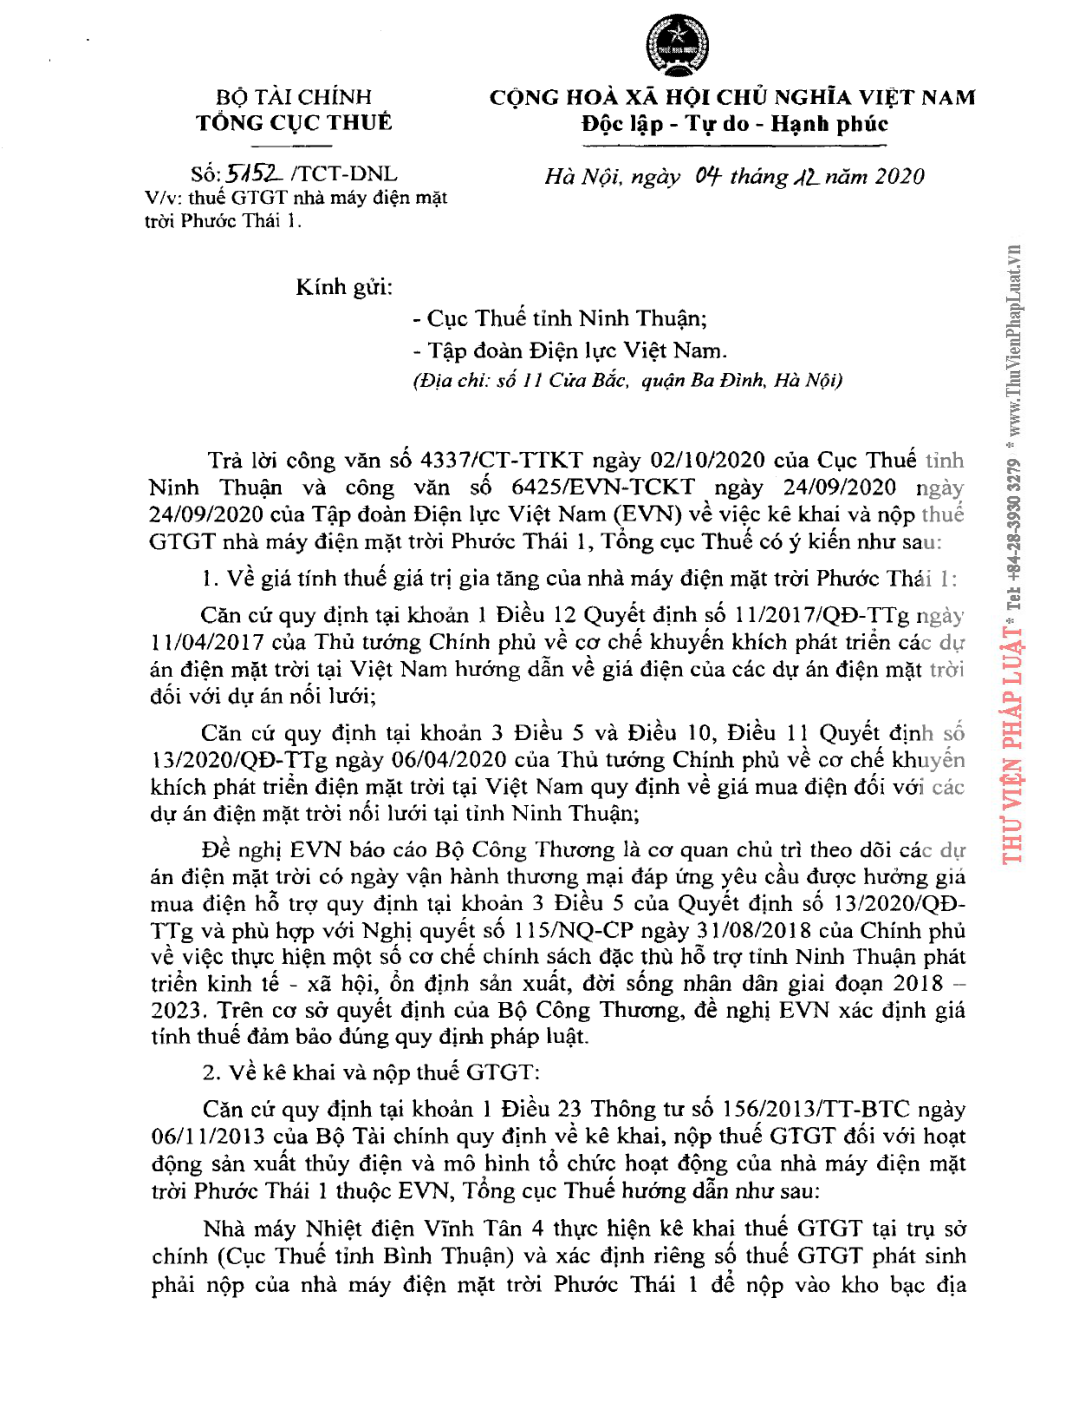 THUẾ NHÀ NƯỚC
BỘ TÀI CHÍNH
TỔNG CỤC THUẾ
CỘNG HOÀ XÃ HỘI CHỦ NGHĨA VIỆT NAM
Độc lập - Tự do - Hạnh phúc
Số: 5152 /TCT-DNL
V/v: thuế GTGT nhà máy điện mặt
trời Phước Thái 1.
Hà Nội, ngày 04 tháng 12 năm 2020
Kính gửi:
- Cục Thuế tỉnh Ninh Thuận;
- Tập đoàn Điện lực Việt Nam.
(Địa chỉ: số 11 Cửa Bắc, quận Ba Đình, Hà Nội)
Trả lời công văn số 4337/CT-TTKT ngày 02/10/2020 của Cục Thuế tỉnh
Ninh Thuận và công văn số 6425/EVN-TCKT ngày 24/09/2020 ngày
24/09/2020 của Tập đoàn Điện lực Việt Nam (EVN) về việc kê khai và nộp thuế
GTGT nhà máy điện mặt trời Phước Thái 1, Tổng cục Thuế có ý kiến như sau:
1. Về giá tính thuế giá trị gia tăng của nhà máy điện mặt trời Phước Thái 1:
Căn cứ quy định tại khoản 1 Điều 12 Quyết định số 11/2017/QĐ-TTg ngày
11/04/2017 của Thủ tướng Chính phủ về cơ chế khuyến khích phát triển các dự
án điện mặt trời tại Việt Nam hướng dẫn về giá điện của các dự án điện mặt trời
đối với dự án nối lưới;
Căn cứ quy định tại khoản 3 Điều 5 và Điều 10, Điều 11 Quyết định số
13/2020/QĐ-TTg ngày 06/04/2020 của Thủ tướng Chính phủ về cơ chế khuyến
khích phát triển điện mặt trời tại Việt Nam quy định về giá mua điện đối với các
dự án điện mặt trời nối lưới tại tỉnh Ninh Thuận;
Đề nghị EVN báo cáo Bộ Công Thương là cơ quan chủ trì theo dõi các dự
án điện mặt trời có ngày vận hành thương mại đáp ứng yêu cầu được hưởng giá
mua điện hỗ trợ quy định tại khoản 3 Điều 5 của Quyết định số 13/2020/QĐ-
TTg và phù hợp với Nghị quyết số 115/NQ-CP ngày 31/08/2018 của Chính phủ
về việc thực hiện một số cơ chế chính sách đặc thù hỗ trợ tỉnh Ninh Thuận phát
triển kinh tế - xã hội, ổn định sản xuất, đời sống nhân dân giai đoạn 2018 –
2023. Trên cơ sở quyết định của Bộ Công Thương, đề nghị EVN xác định giá
tính thuế đảm bảo đúng quy định pháp luật.
2. Về kê khai và nộp thuế GTGT:
Căn cứ quy định tại khoản 1 Điều 23 Thông tư số 156/2013/TT-BTC ngày
06/11/2013 của Bộ Tài chính quy định về kê khai, nộp thuế GTGT đối với hoạt
động sản xuất thủy điện và mô hình tổ chức hoạt động của nhà máy điện mặt
trời Phước Thái 1 thuộc EVN, Tổng cục Thuế hướng dẫn như sau:
Nhà máy Nhiệt điện Vĩnh Tân 4 thực hiện kê khai thuế GTGT tại trụ sở
chính (Cục Thuế tỉnh Bình Thuận) và xác định riêng số thuế GTGT phát sinh
phải nộp của nhà máy điện mặt trời Phước Thái 1 để nộp vào kho bạc địa
THƯ VIỆN PHÁP LUẬT * Tel: +84-28-3930 3279 * www.ThuVienPhapLuat.vn